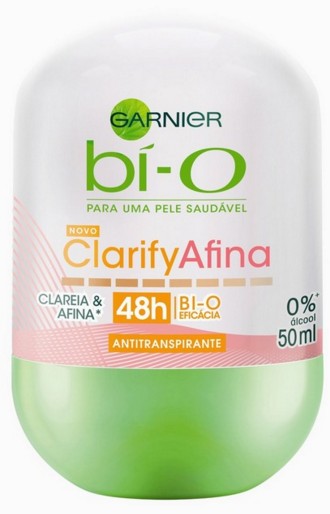 GARNIER
bí-O
PARA UMA PELE SAUDÁVEL
NOVO
ClarifyAfina
CLAREIA &
AFINA*
48h
BI-O
EFICÁCIA
ANTITRANSPIRANTE
0%*
álcool
50ml